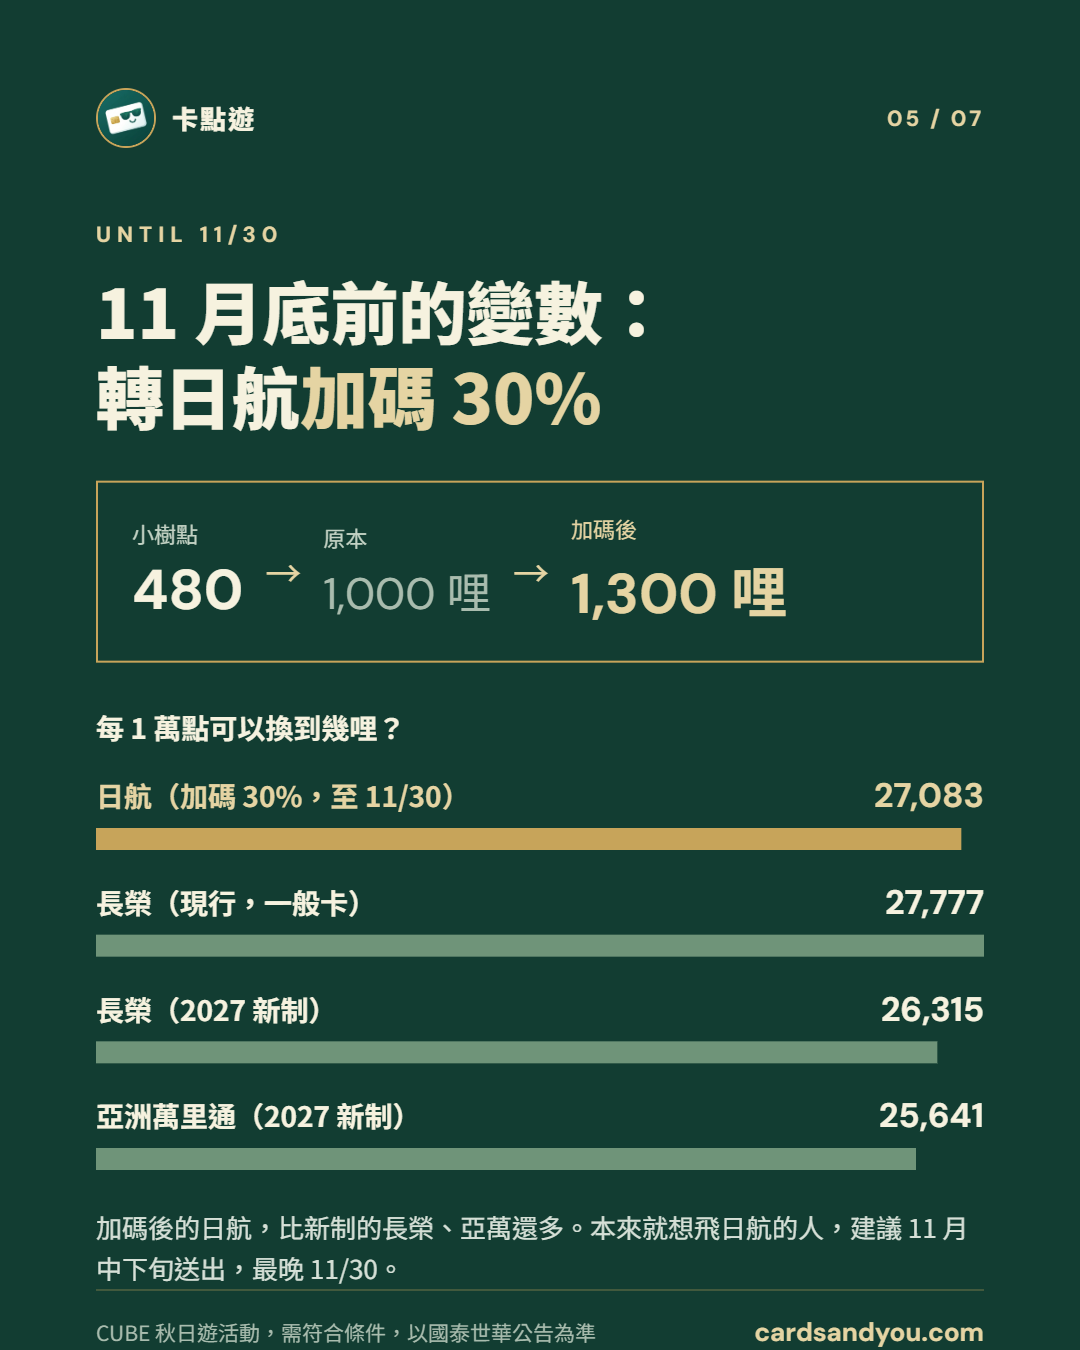 卡點遊
05 / 07
UNTIL 11/30
11 月底前的變數：
轉日航加碼 30%
小樹點
480
→
原本
1,000 哩
→
加碼後
1,300 哩
每 1 萬點可以換到幾哩？
日航（加碼 30%，至 11/30） 27,083
長榮（現行，一般卡） 27,777
長榮（2027 新制） 26,315
亞洲萬里通（2027 新制） 25,641
加碼後的日航，比新制的長榮、亞萬還多。本來就想飛日航的人，建議 11 月
中下旬送出，最晚 11/30。
CUBE 秋日遊活動，需符合條件，以國泰世華公告為準
cardsandyou.com